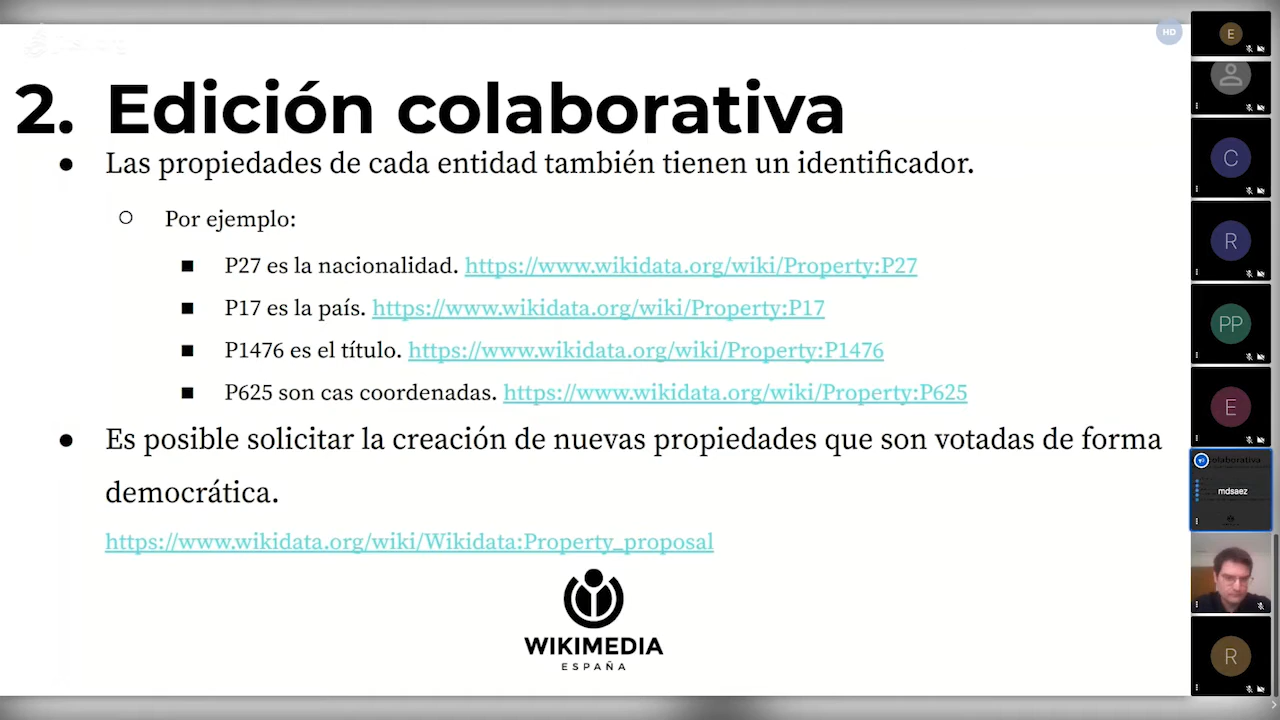 HD
2. Edición colaborativa
● Las propiedades de cada entidad también tienen un identificador.
○ Por ejemplo:
■ P27 es la nacionalidad. https://www.wikidata.org/wiki/Property:P27
■ P17 es la país. https://www.wikidata.org/wiki/Property:P17
■ P1476 es el título. https://www.wikidata.org/wiki/Property:P1476
■ P625 son cas coordenadas. https://www.wikidata.org/wiki/Property:P625
● Es posible solicitar la creación de nuevas propiedades que son votadas de forma
democrática.
https://www.wikidata.org/wiki/Wikidata:Property_proposal
WIKIMEDIA
ESPAÑA
E
C
R
PP
E
olaborativa
mdsaez
R